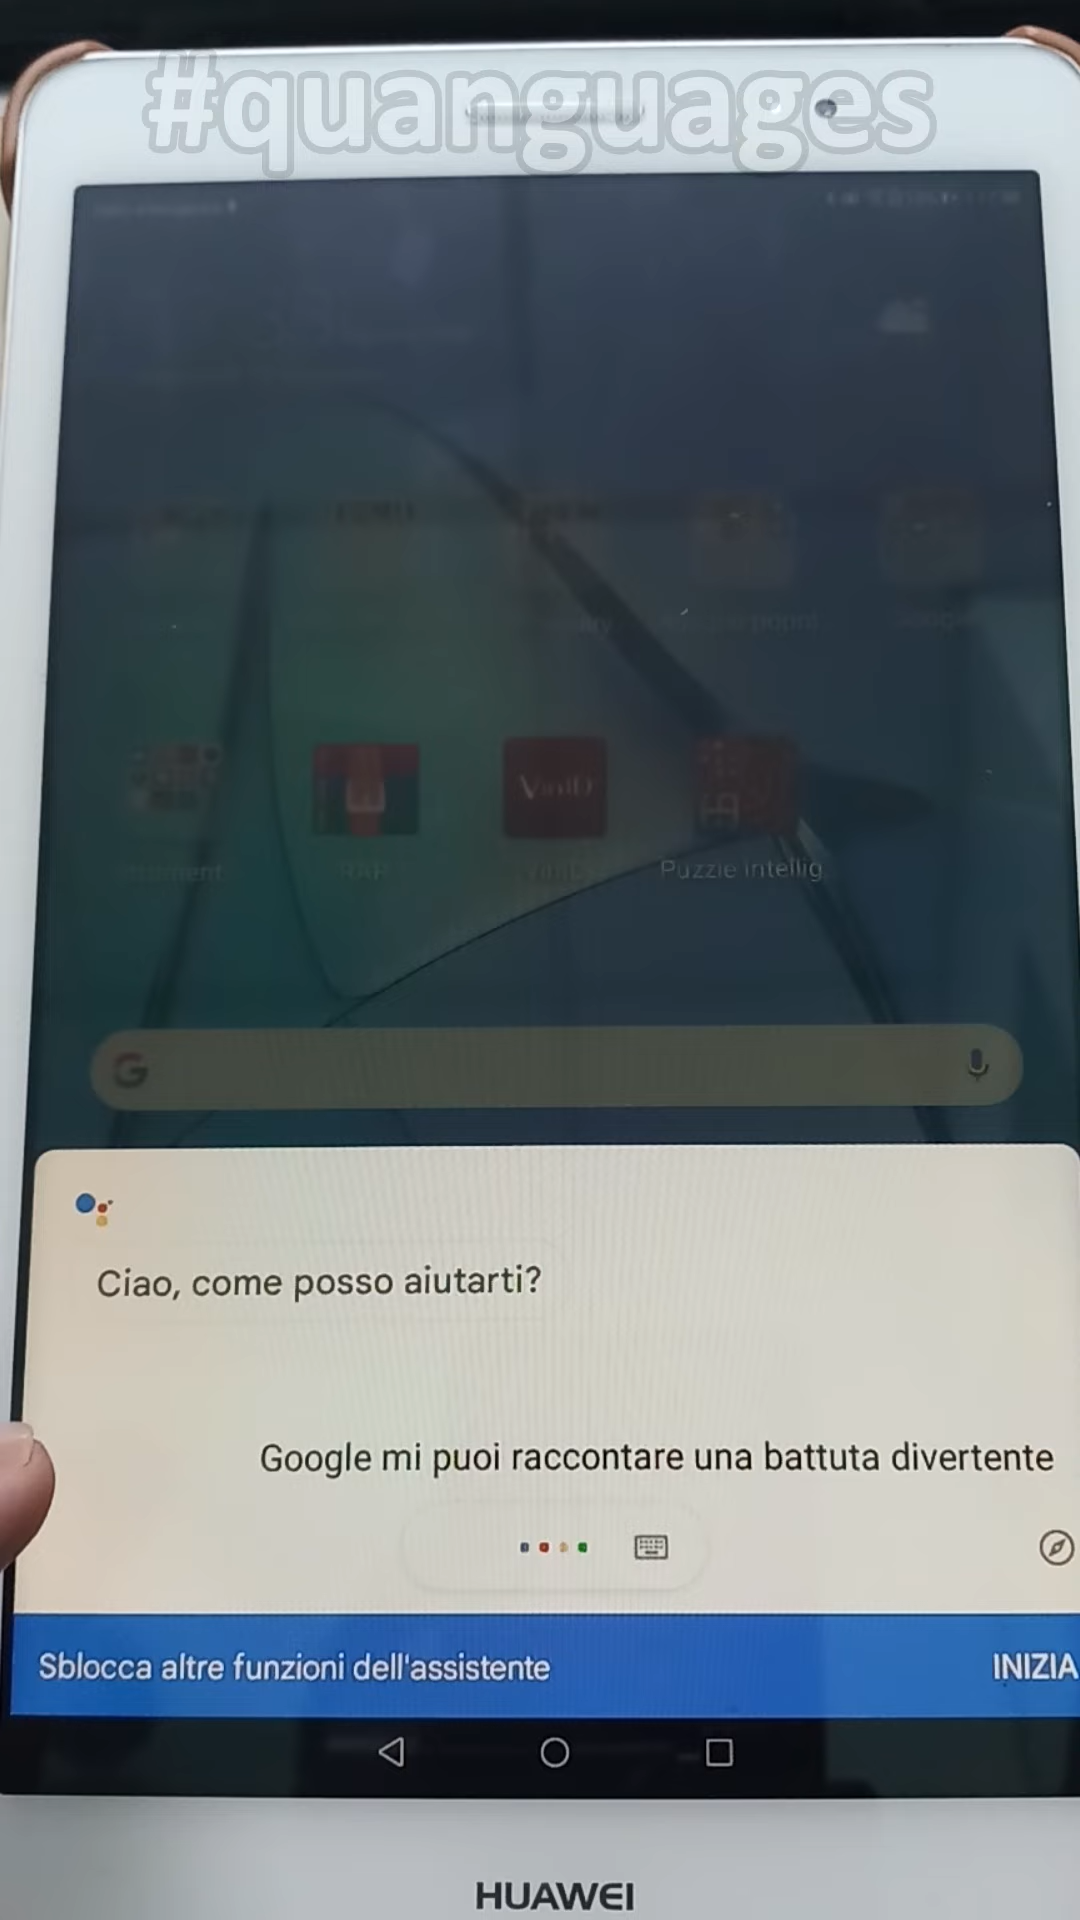 #quanguages
VinID
Puzzle intellig
G
Ciao, come posso aiutarti?
Google mi puoi raccontare una battuta divertente
Sblocca altre funzioni dell'assistente
INIZIA
HUAWEI